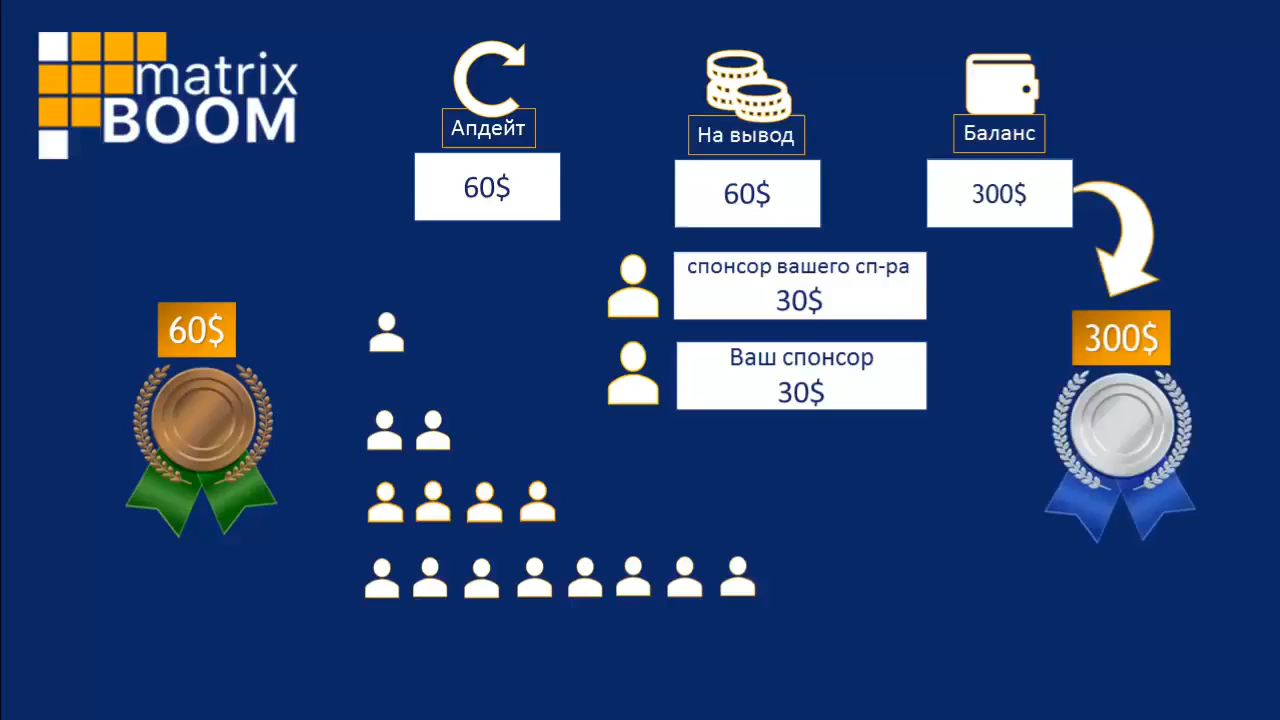 matrix
BOOM
Апдейт
60$
На вывод
60$
Баланс
300$
спонсор вашего сп-ра
30$
Ваш спонсор
30$
60$
300$